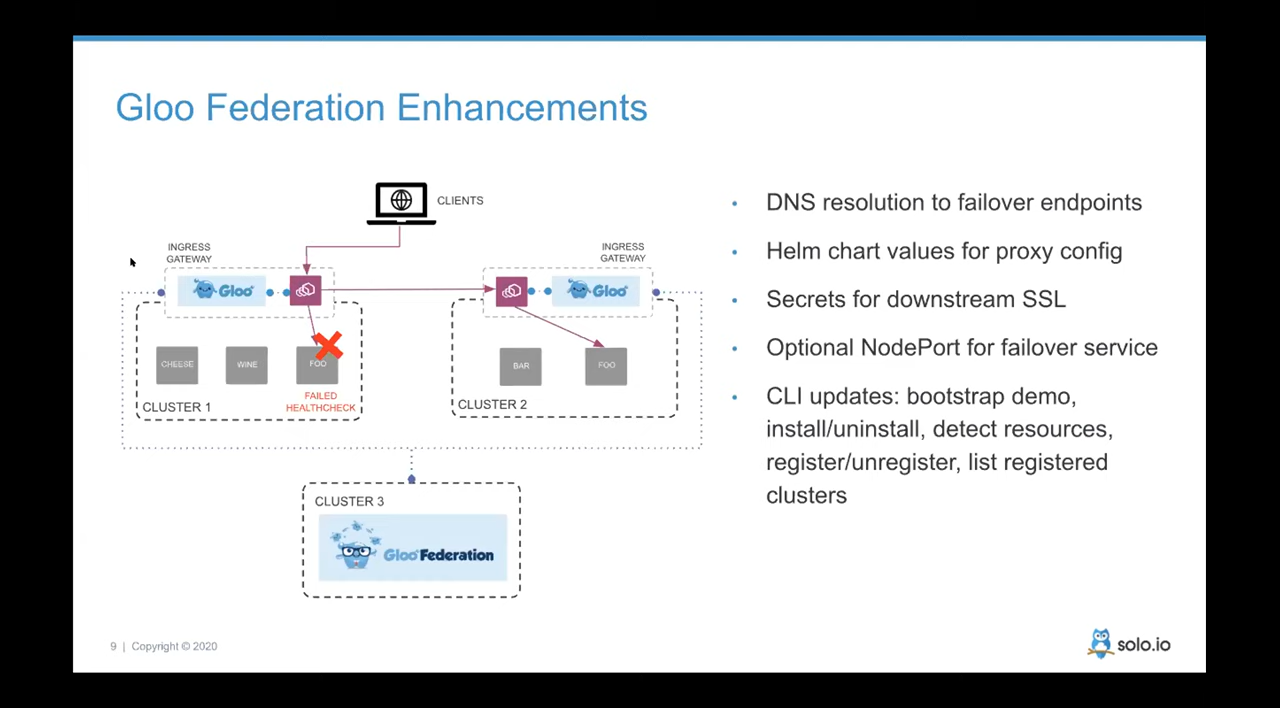 Gloo Federation Enhancements
CLIENTS
INGRESS
GATEWAY
INGRESS
GATEWAY
Gloo
Gloo
CHEESE
WINE
FOO
BAR
FOO
FAILED
HEALTHCHECK
CLUSTER 1
CLUSTER 2
CLUSTER 3
Gloo Federation
• DNS resolution to failover endpoints
• Helm chart values for proxy config
• Secrets for downstream SSL
• Optional NodePort for failover service
• CLI updates: bootstrap demo,
install/uninstall, detect resources,
register/unregister, list registered
clusters
9 | Copyright © 2020
solo.io